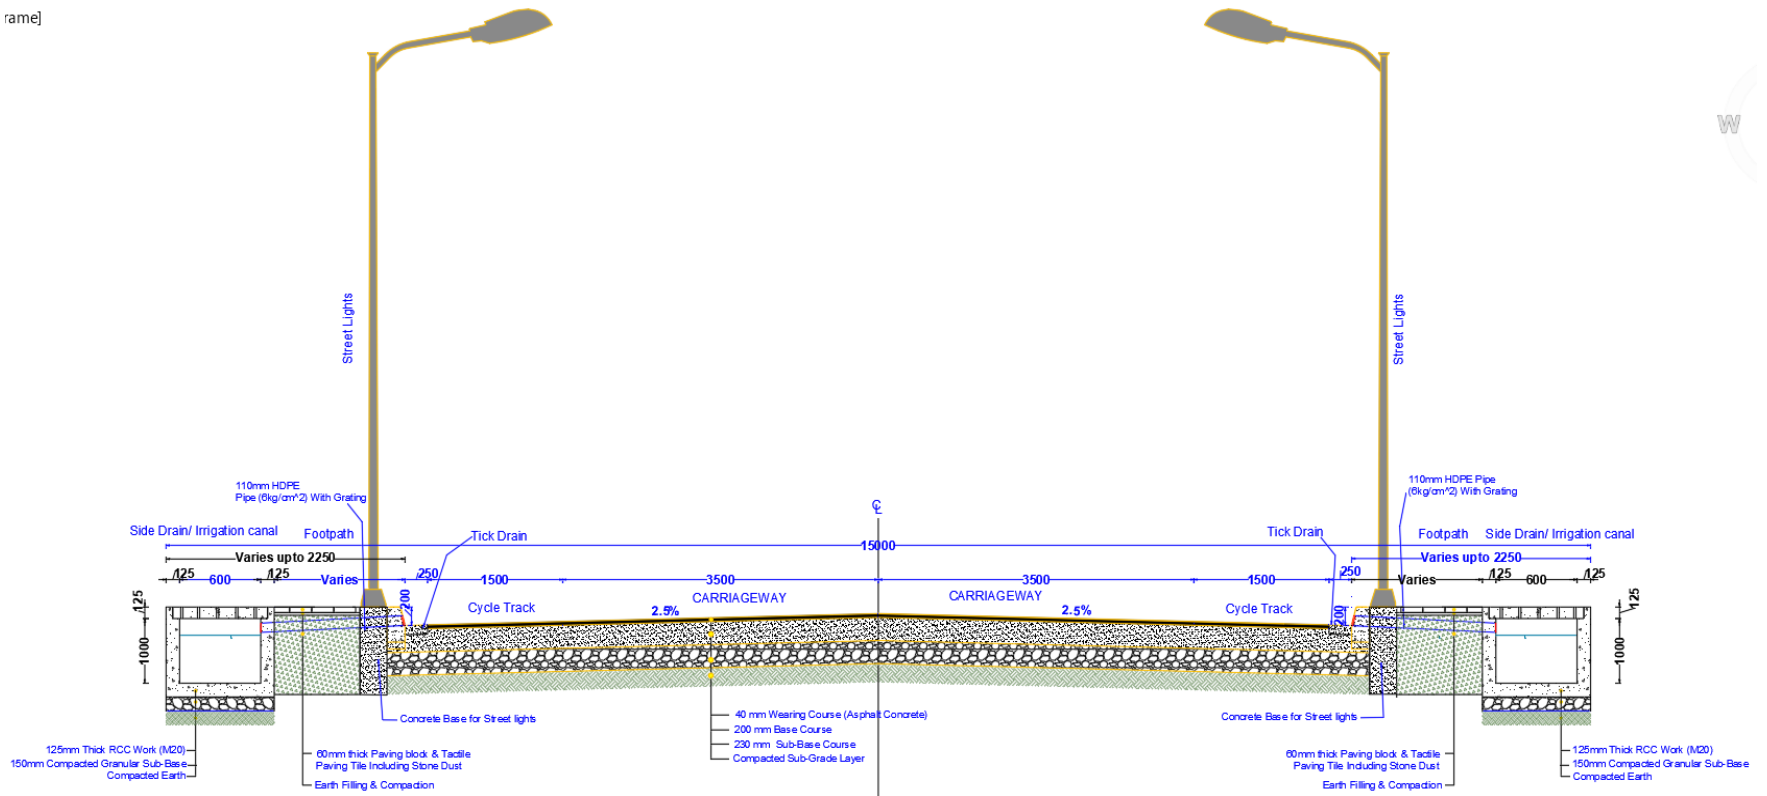 rame]
W
Street Lights
Street Lights
110mm HDPE
Pipe (6kg/cm^2) With Grating
110mm HDPE Pipe
(6kg/cm^2) With Grating
Side Drain/ Irrigation canal
Footpath
Tick Drain
℄
Tick Drain
Footpath
Side Drain/ Irrigation canal
15000
Varies upto 2250
Varies upto 2250
125
600
125
Varies
250
1500
3500
3500
1500
250
Varies
125
600
125
125
1000
200
Cycle Track
2.5%
CARRIAGEWAY
CARRIAGEWAY
2.5%
Cycle Track
200
125
1000
Concrete Base for Street lights
40 mm Wearing Course (Asphalt Concrete)
200 mm Base Course
230 mm Sub-Base Course
Compacted Sub-Grade Layer
Concrete Base for Street lights
125mm Thick RCC Work (M20)
150mm Compacted Granular Sub-Base
Compacted Earth
60mm thick Paving block & Tactile
Paving Tile Including Stone Dust
Earth Filling & Compaction
60mm thick Paving block & Tactile
Paving Tile Including Stone Dust
Earth Filling & Compaction
125mm Thick RCC Work (M20)
150mm Compacted Granular Sub-Base
Compacted Earth